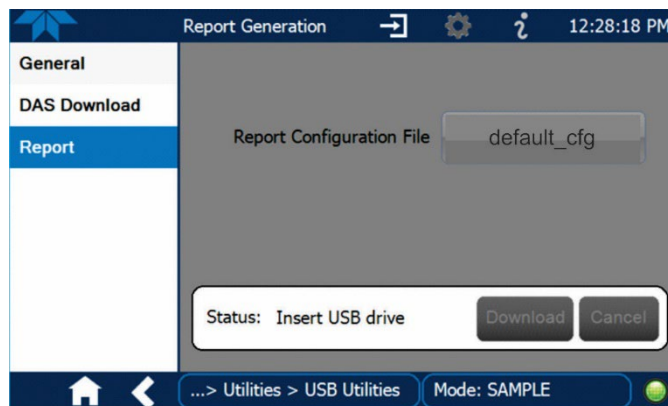 Report Generation
12:28:18 PM
General
DAS Download
Report
Report Configuration File
default_cfg
Status: Insert USB drive
Download
Cancel
...> Utilities > USB Utilities
Mode: SAMPLE